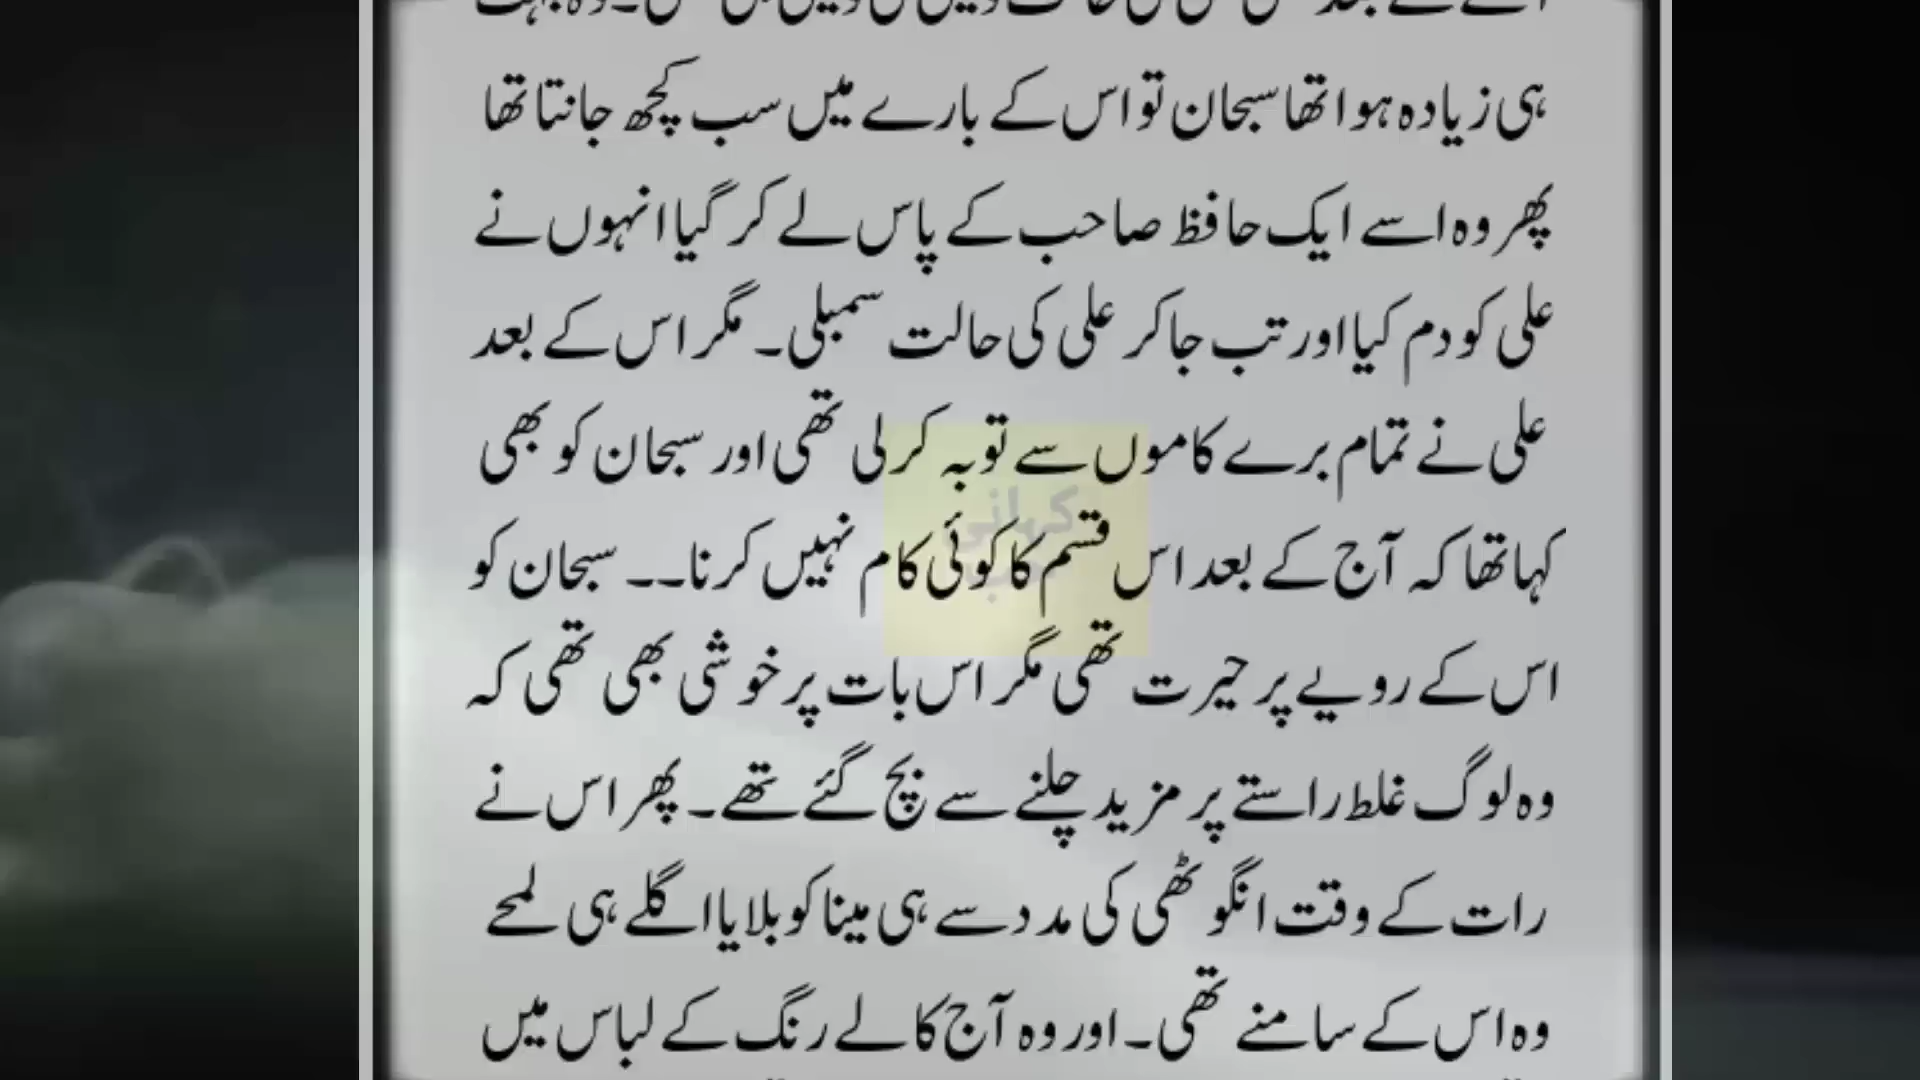 ہی زیادہ ہوا تھا سبحان تو اس کے بارے میں سب کچھ جانتا تھا
پھر وہ اسے ایک حافظ صاحب کے پاس لے کر گیا انہوں نے
علی کو دم کیا اور تب جا کر علی کی حالت سمبلی۔ مگر اس کے بعد
علی نے تمام برے کاموں سے توبہ کر لی تھی اور سبحان کو بھی
کہا تھا کہ آج کے بعد اس قسم کا کوئی کام نہیں کرنا۔۔ سبحان کو
اس کے رویے پر حیرت تھی مگر اس بات پر خوشی بھی تھی کہ
وہ لوگ غلط راستے پر مزید چلنے سے بچ گئے تھے۔ پھر اس نے
رات کے وقت انگوٹھی کی مدد سے ہی مینا کو بلایا اگلے ہی لمحے
وہ اس کے سامنے تھی۔ اور وہ آج کالے رنگ کے لباس میں
کہانی